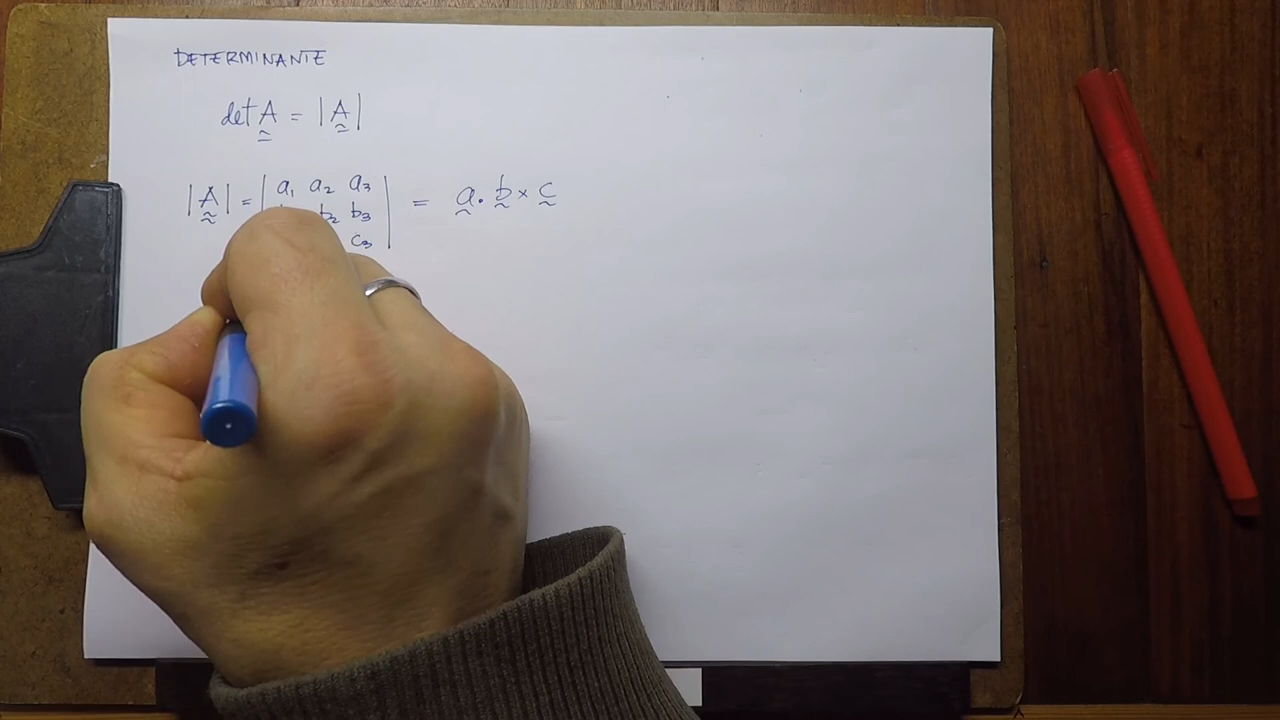 DETERMINANTE
det A = |A|
|A| = | a₁ a₂ a₃ | = a · b × c
b₂ b₃
c₃